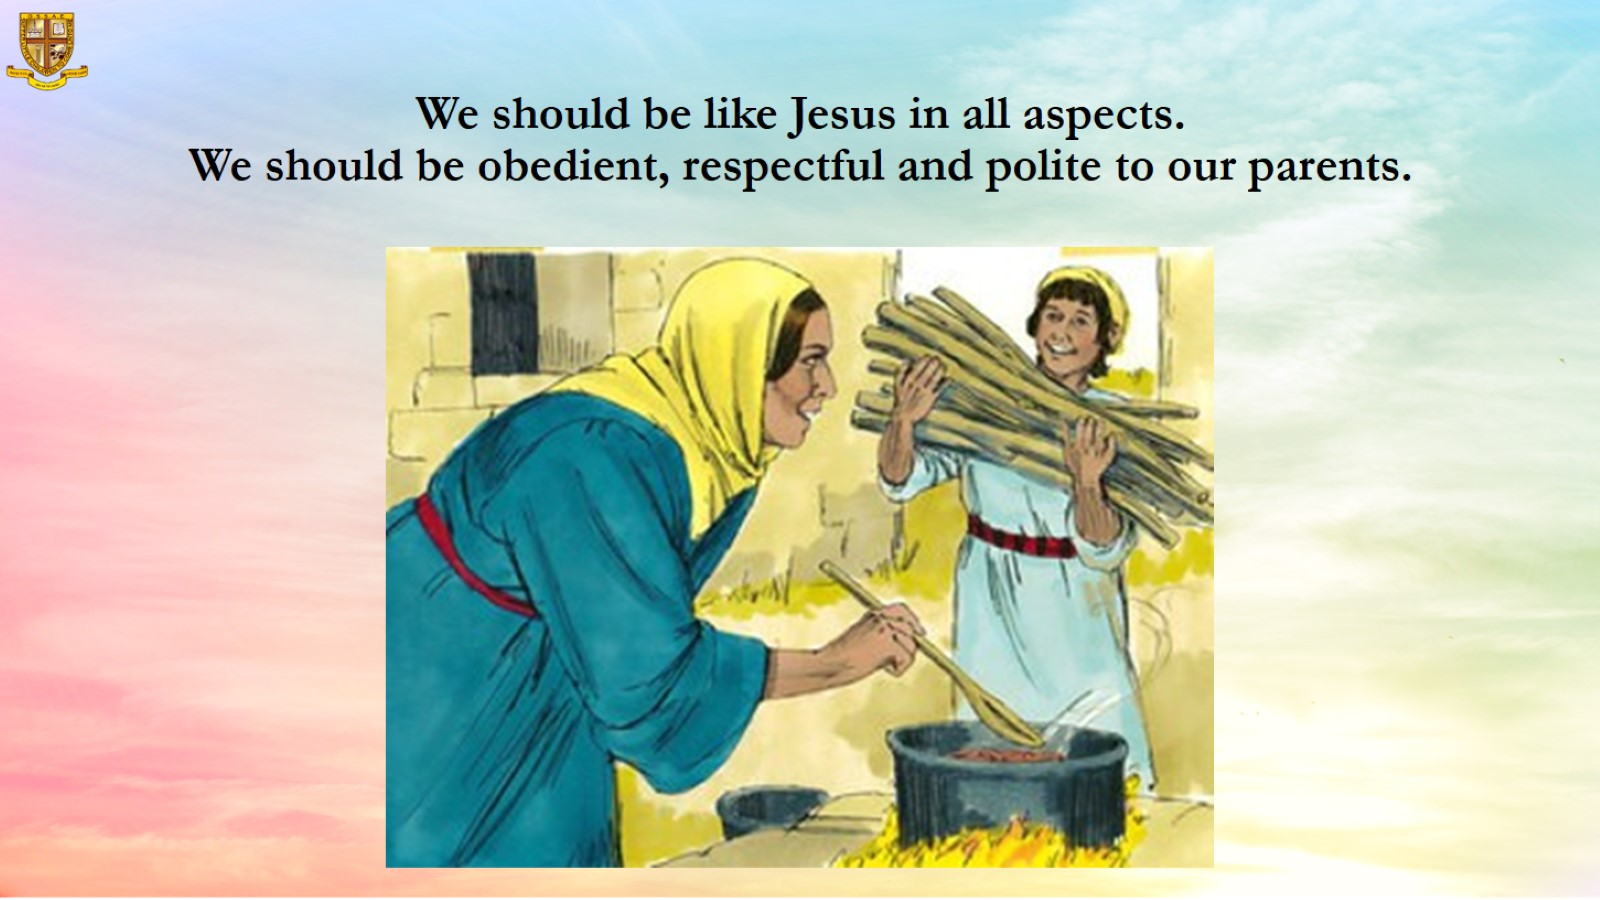 O.S.S.A.E.
We should be like Jesus in all aspects.
We should be obedient, respectful and polite to our parents.